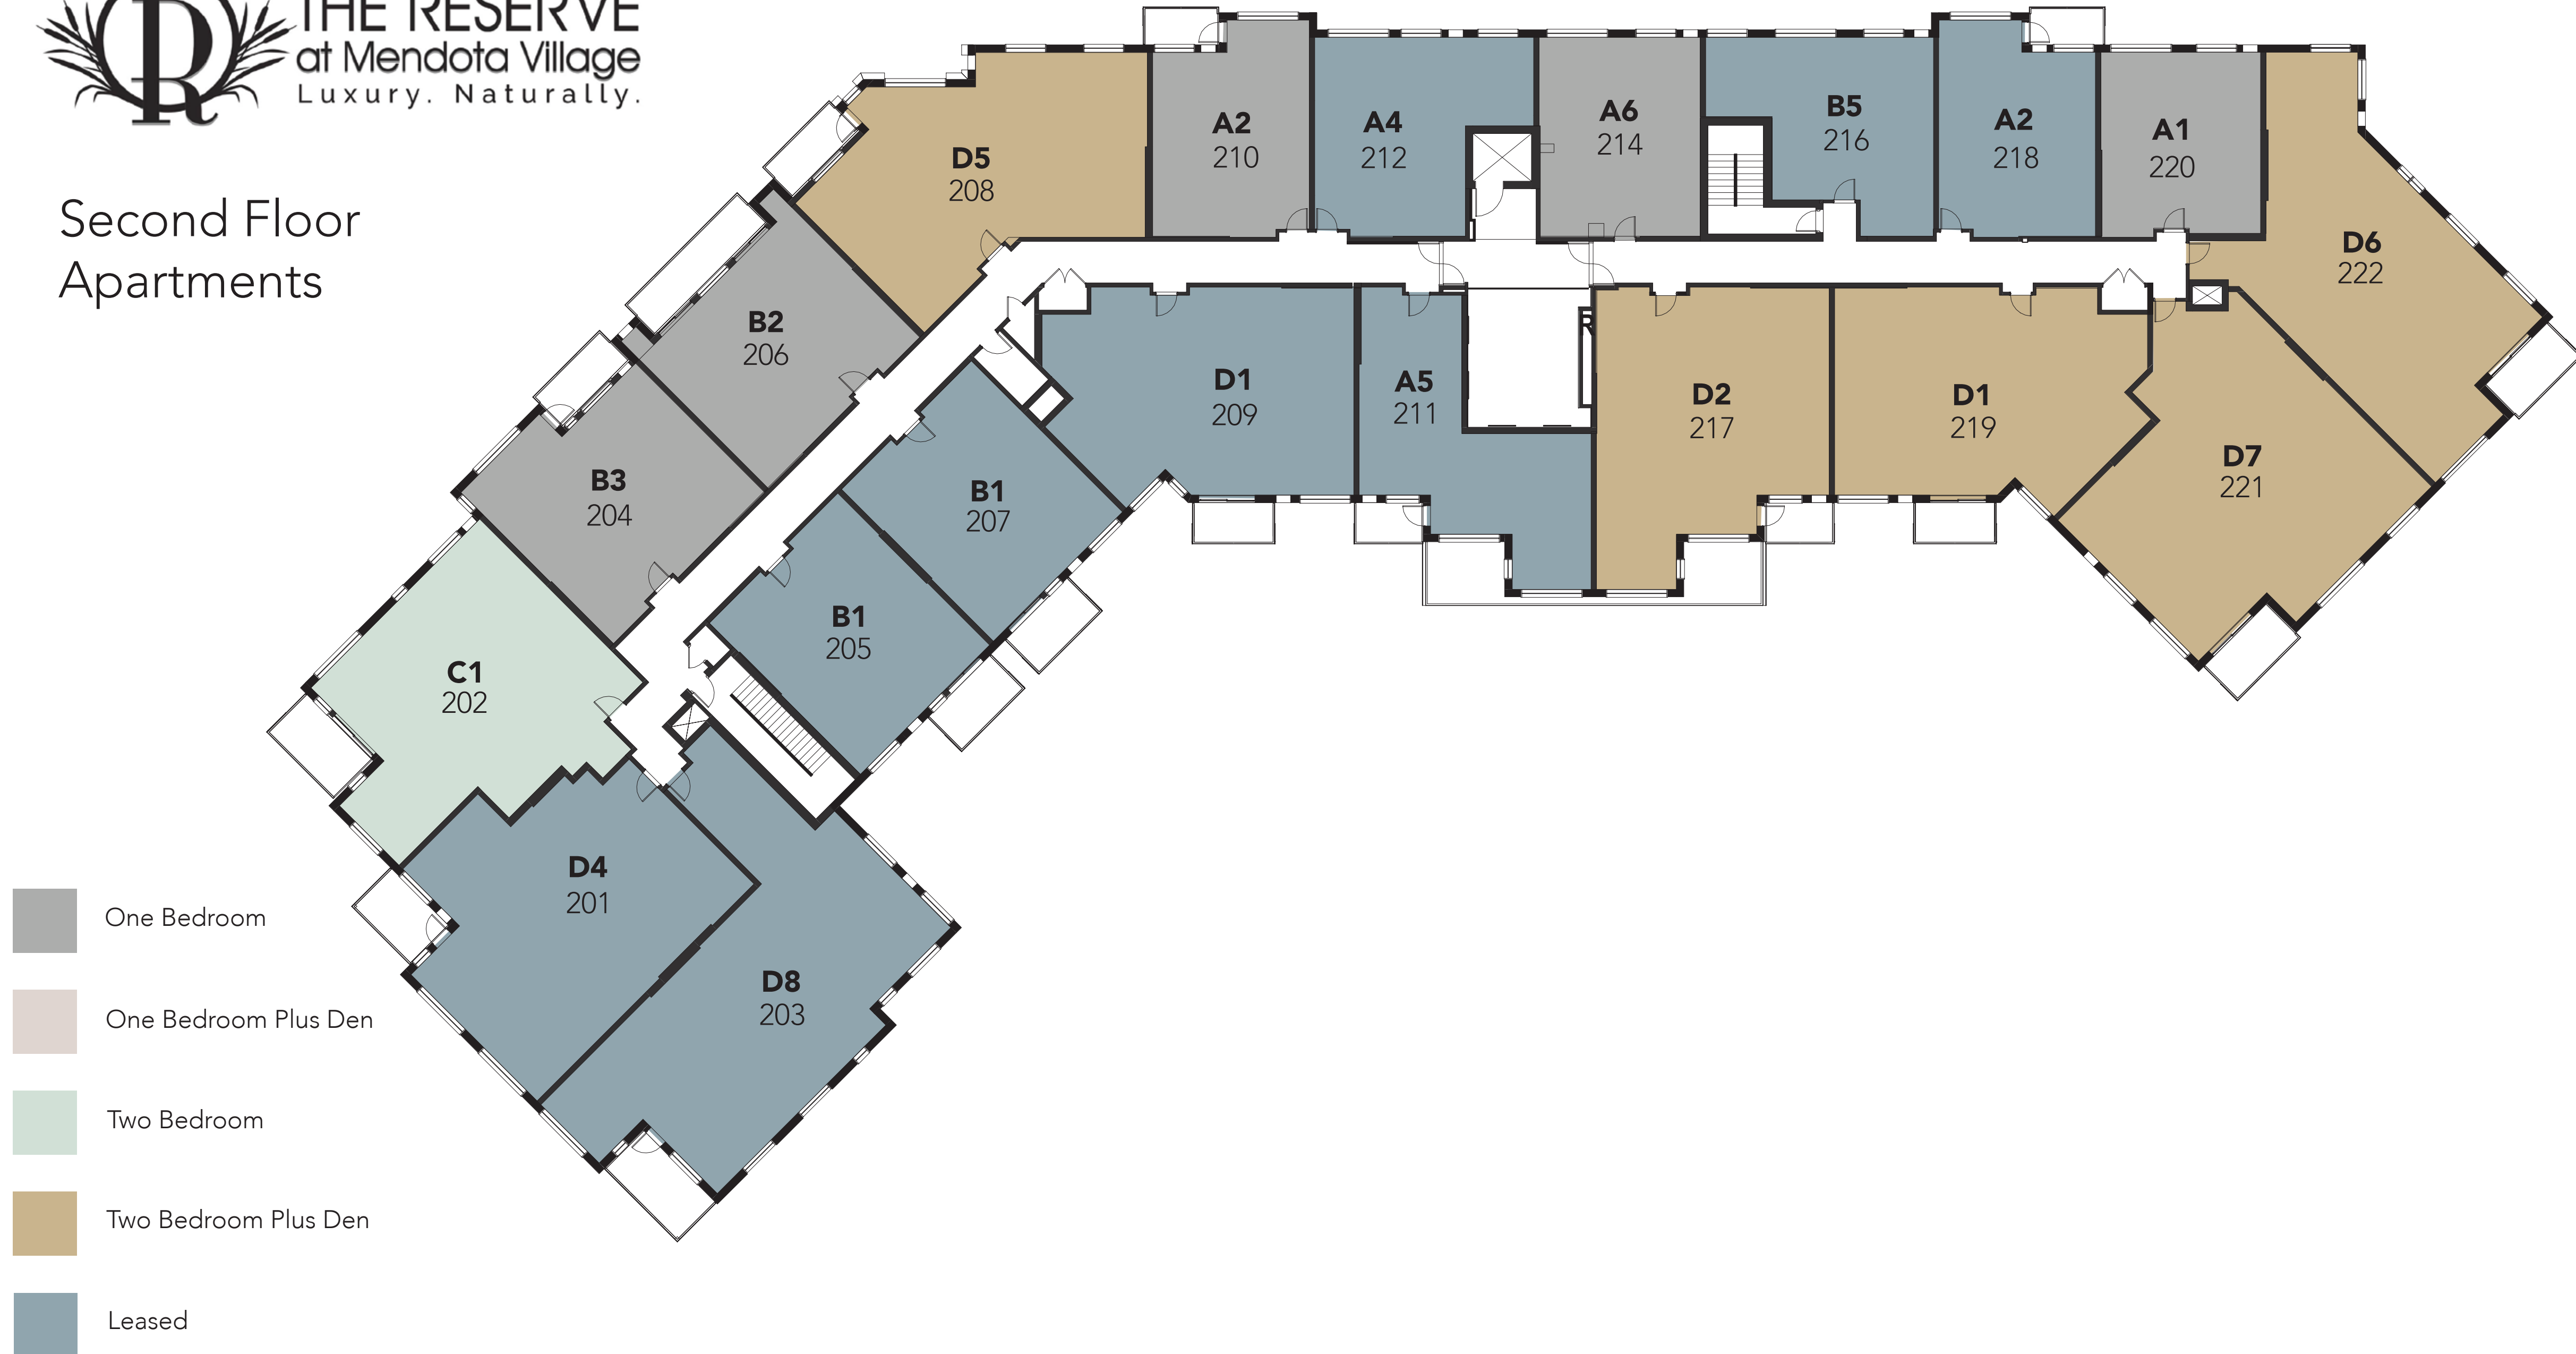 THE RESERVE
at Mendota Village
Luxury. Naturally.
R
Second Floor
Apartments
D5
208
A2
210
A4
212
A6
214
B5
216
A2
218
A1
220
D6
222
B2
206
B3
204
C1
202
D4
201
D8
203
B1
205
B1
207
D1
209
A5
211
R
D2
217
D1
219
D7
221
One Bedroom
One Bedroom Plus Den
Two Bedroom
Two Bedroom Plus Den
Leased